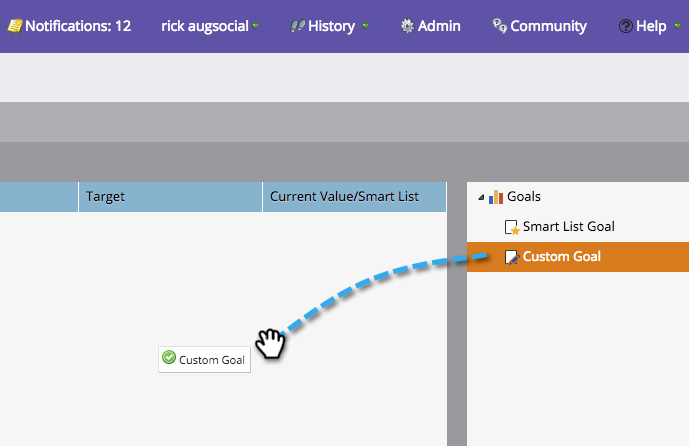 Notifications: 12 rick augsocial History Admin Community Help
Target Current Value/Smart List
Goals
Smart List Goal
Custom Goal
Custom Goal